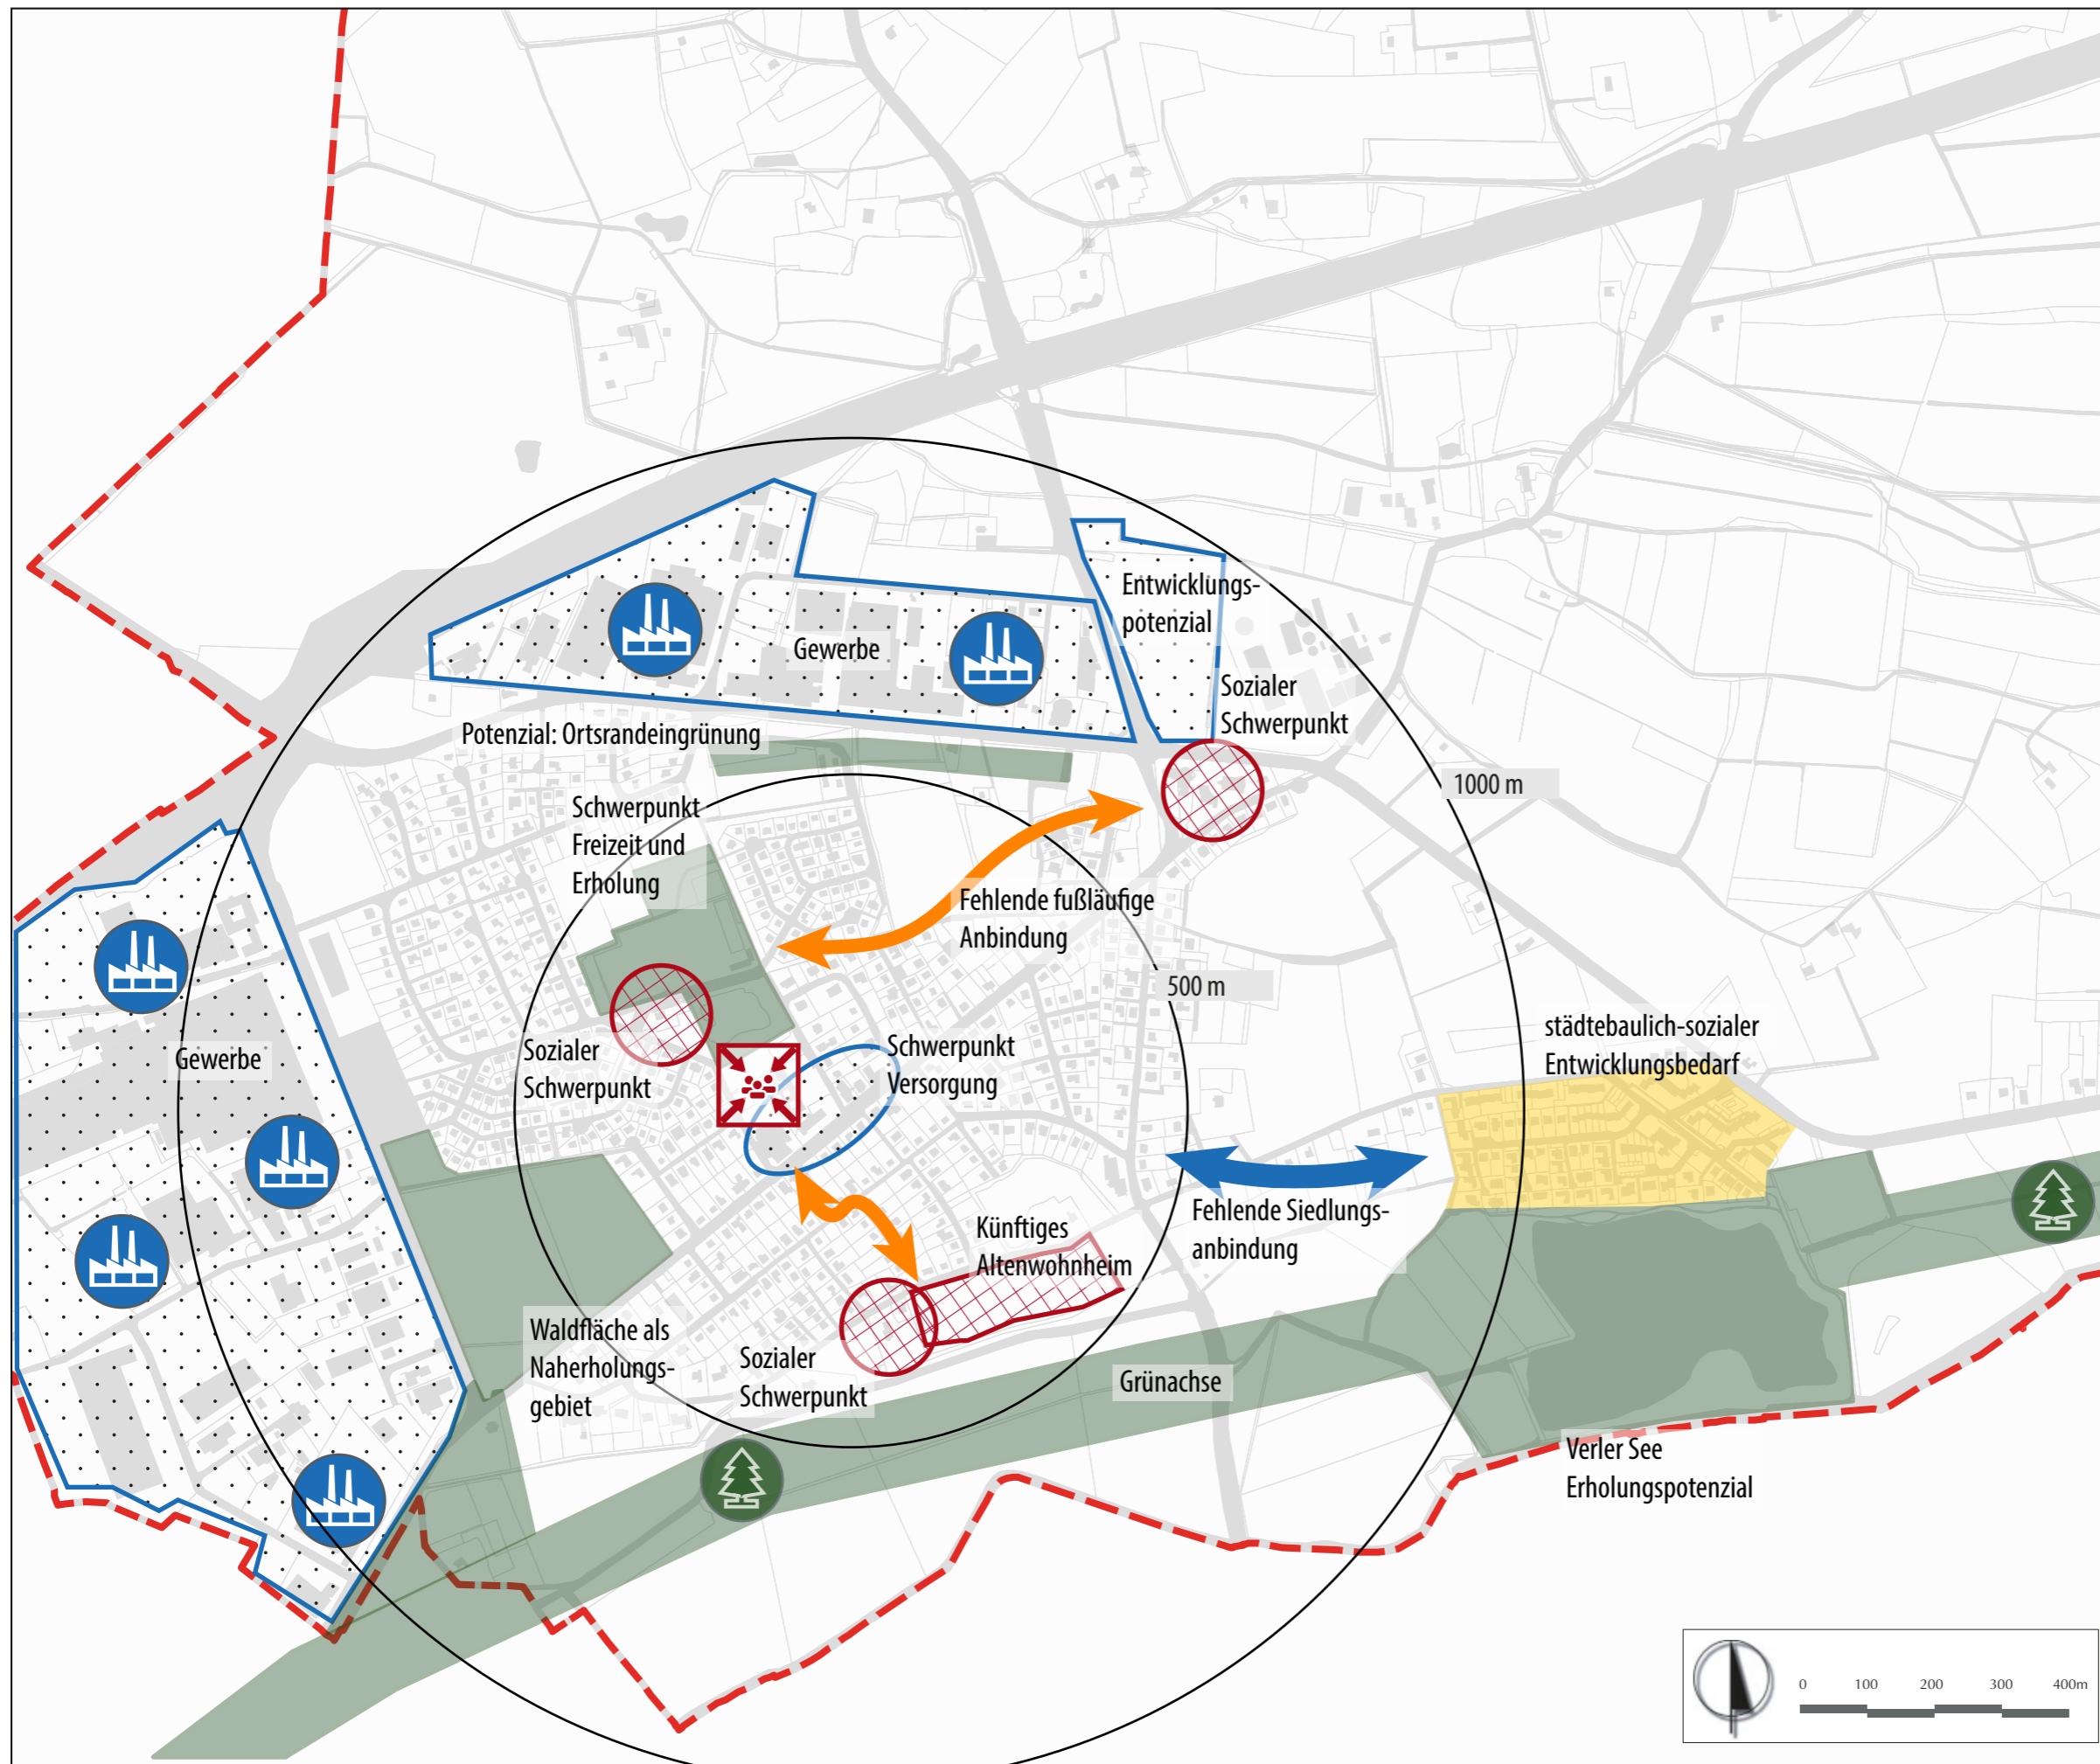 Entwicklungs-
potenzial
Gewerbe
Sozialer
Schwerpunkt
Potenzial: Ortsrandeingrünung
1000 m
Schwerpunkt
Freizeit und
Erholung
Fehlende fußläufige
Anbindung
500 m
städtebaulich-sozialer
Entwicklungsbedarf
Gewerbe
Sozialer
Schwerpunkt
Schwerpunkt
Versorgung
Fehlende Siedlungs-
anbindung
Künftiges
Altenwohnheim
Waldfläche als
Naherholungs-
gebiet
Sozialer
Schwerpunkt
Grünachse
Verler See
Erholungspotenzial
0 100 200 300 400m